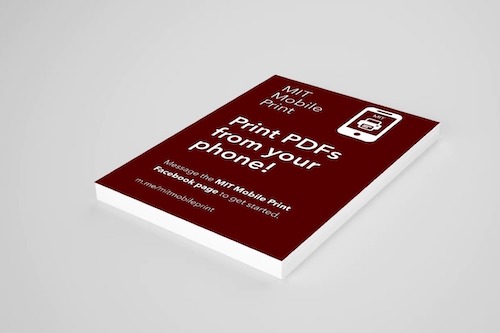 MIT
Mobile
Print
MIT
Print PDFs
from your
phone!
Message the MIT Mobile Print
Facebook page to get started.
m.me/mitmobileprint